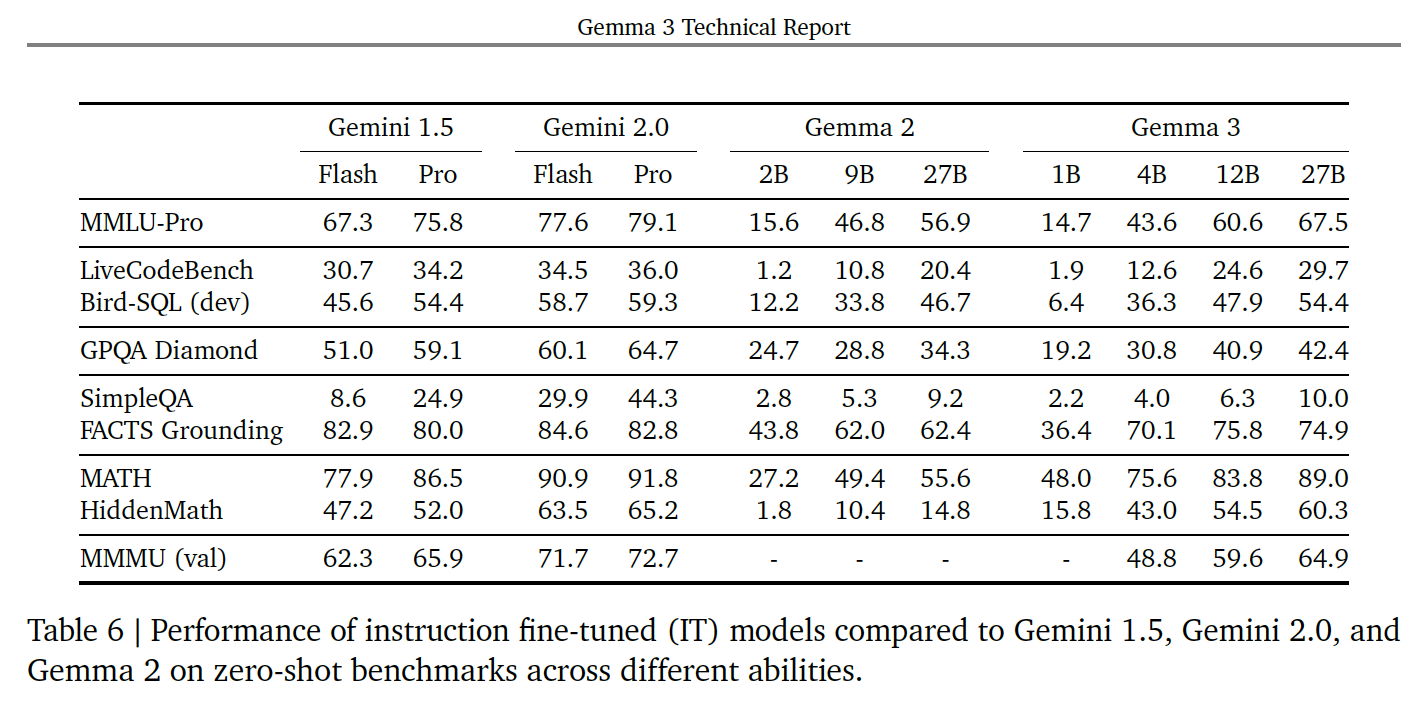 Gemma 3 Technical Report
Gemini 1.5 Gemini 2.0 Gemma 2 Gemma 3
Flash Pro Flash Pro 2B 9B 27B 1B 4B 12B 27B
MMLU-Pro 67.3 75.8 77.6 79.1 15.6 46.8 56.9 14.7 43.6 60.6 67.5
LiveCodeBench 30.7 34.2 34.5 36.0 1.2 10.8 20.4 1.9 12.6 24.6 29.7
Bird-SQL (dev) 45.6 54.4 58.7 59.3 12.2 33.8 46.7 6.4 36.3 47.9 54.4
GPQA Diamond 51.0 59.1 60.1 64.7 24.7 28.8 34.3 19.2 30.8 40.9 42.4
SimpleQA 8.6 24.9 29.9 44.3 2.8 5.3 9.2 2.2 4.0 6.3 10.0
FACTS Grounding 82.9 80.0 84.6 82.8 43.8 62.0 62.4 36.4 70.1 75.8 74.9
MATH 77.9 86.5 90.9 91.8 27.2 49.4 55.6 48.0 75.6 83.8 89.0
HiddenMath 47.2 52.0 63.5 65.2 1.8 10.4 14.8 15.8 43.0 54.5 60.3
MMMU (val) 62.3 65.9 71.7 72.7 - - - - 48.8 59.6 64.9
Table 6 | Performance of instruction fine-tuned (IT) models compared to Gemini 1.5, Gemini 2.0, and
Gemma 2 on zero-shot benchmarks across different abilities.